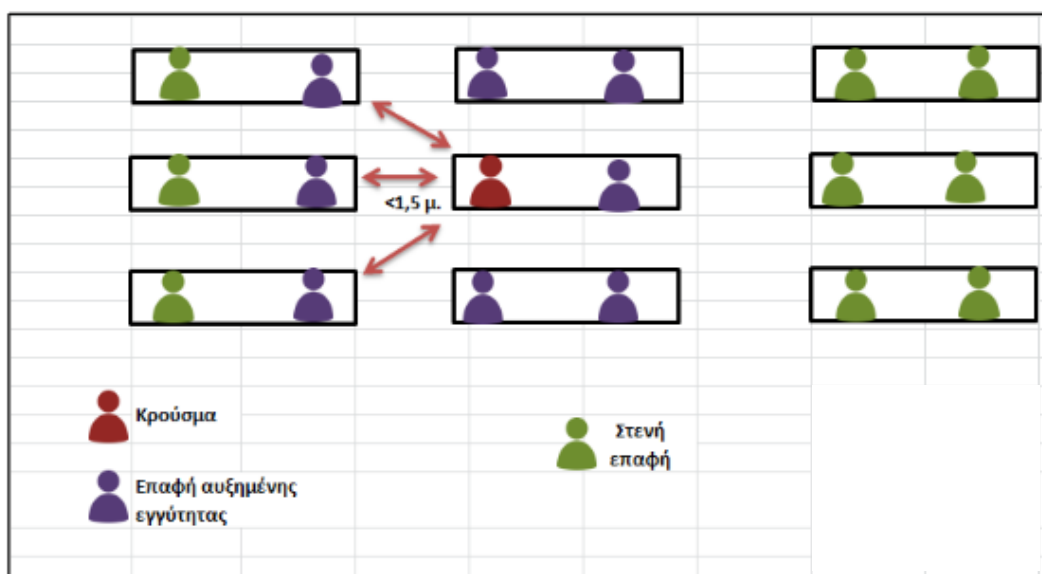 <1,5 μ.
Κρούσμα
Στενή
επαφή
Επαφή αυξημένης
εγγύτητας